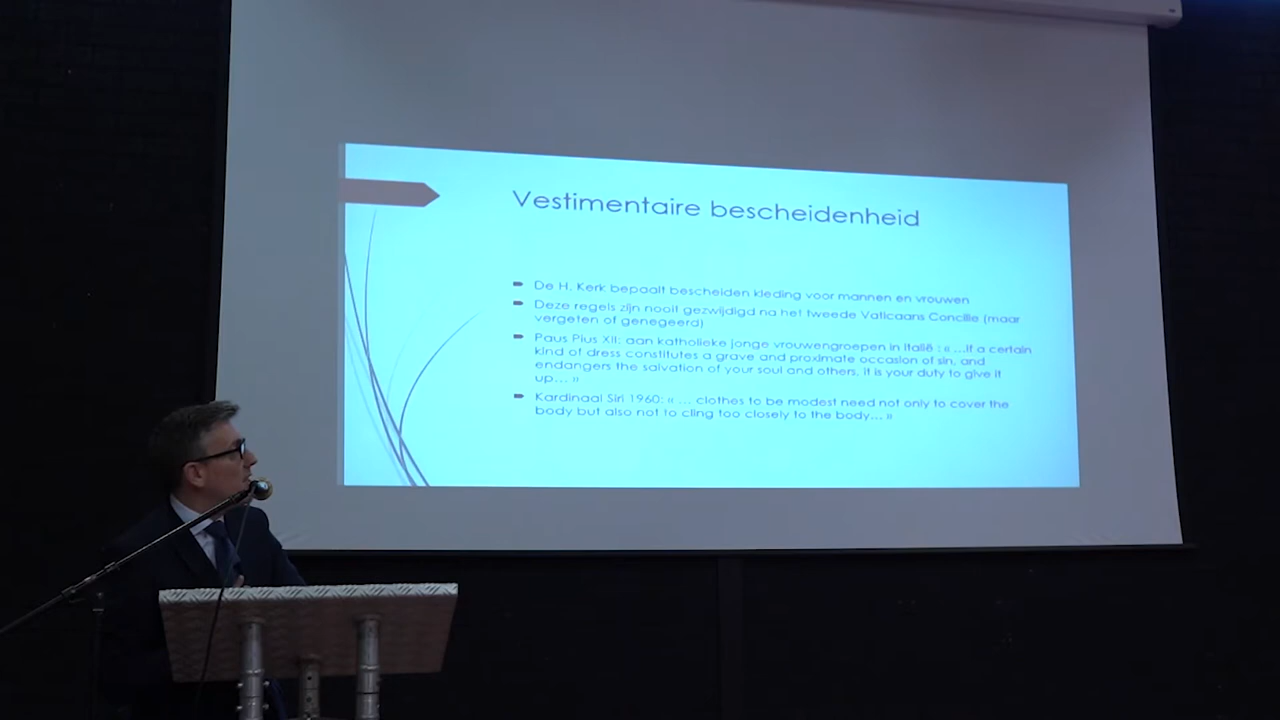 Vestimentaire bescheidenheid
De H. Kerk bepaalt bescheiden kleding voor mannen en vrouwen
Deze regels zijn nooit gezwijdigd na het tweede Vaticaans Concilie (maar
vergeten of genegeerd)
Paus Pius XII: aan katholieke jonge vrouwengroepen in Italië : « …if a certain
kind of dress constitutes a grave and proximate occasion of sin, and
endangers the salvation of your soul and others, it is your duty to give it
up… »
Kardinaal Siri 1960: « … clothes to be modest need not only to cover the
body but also not to cling too closely to the body… »